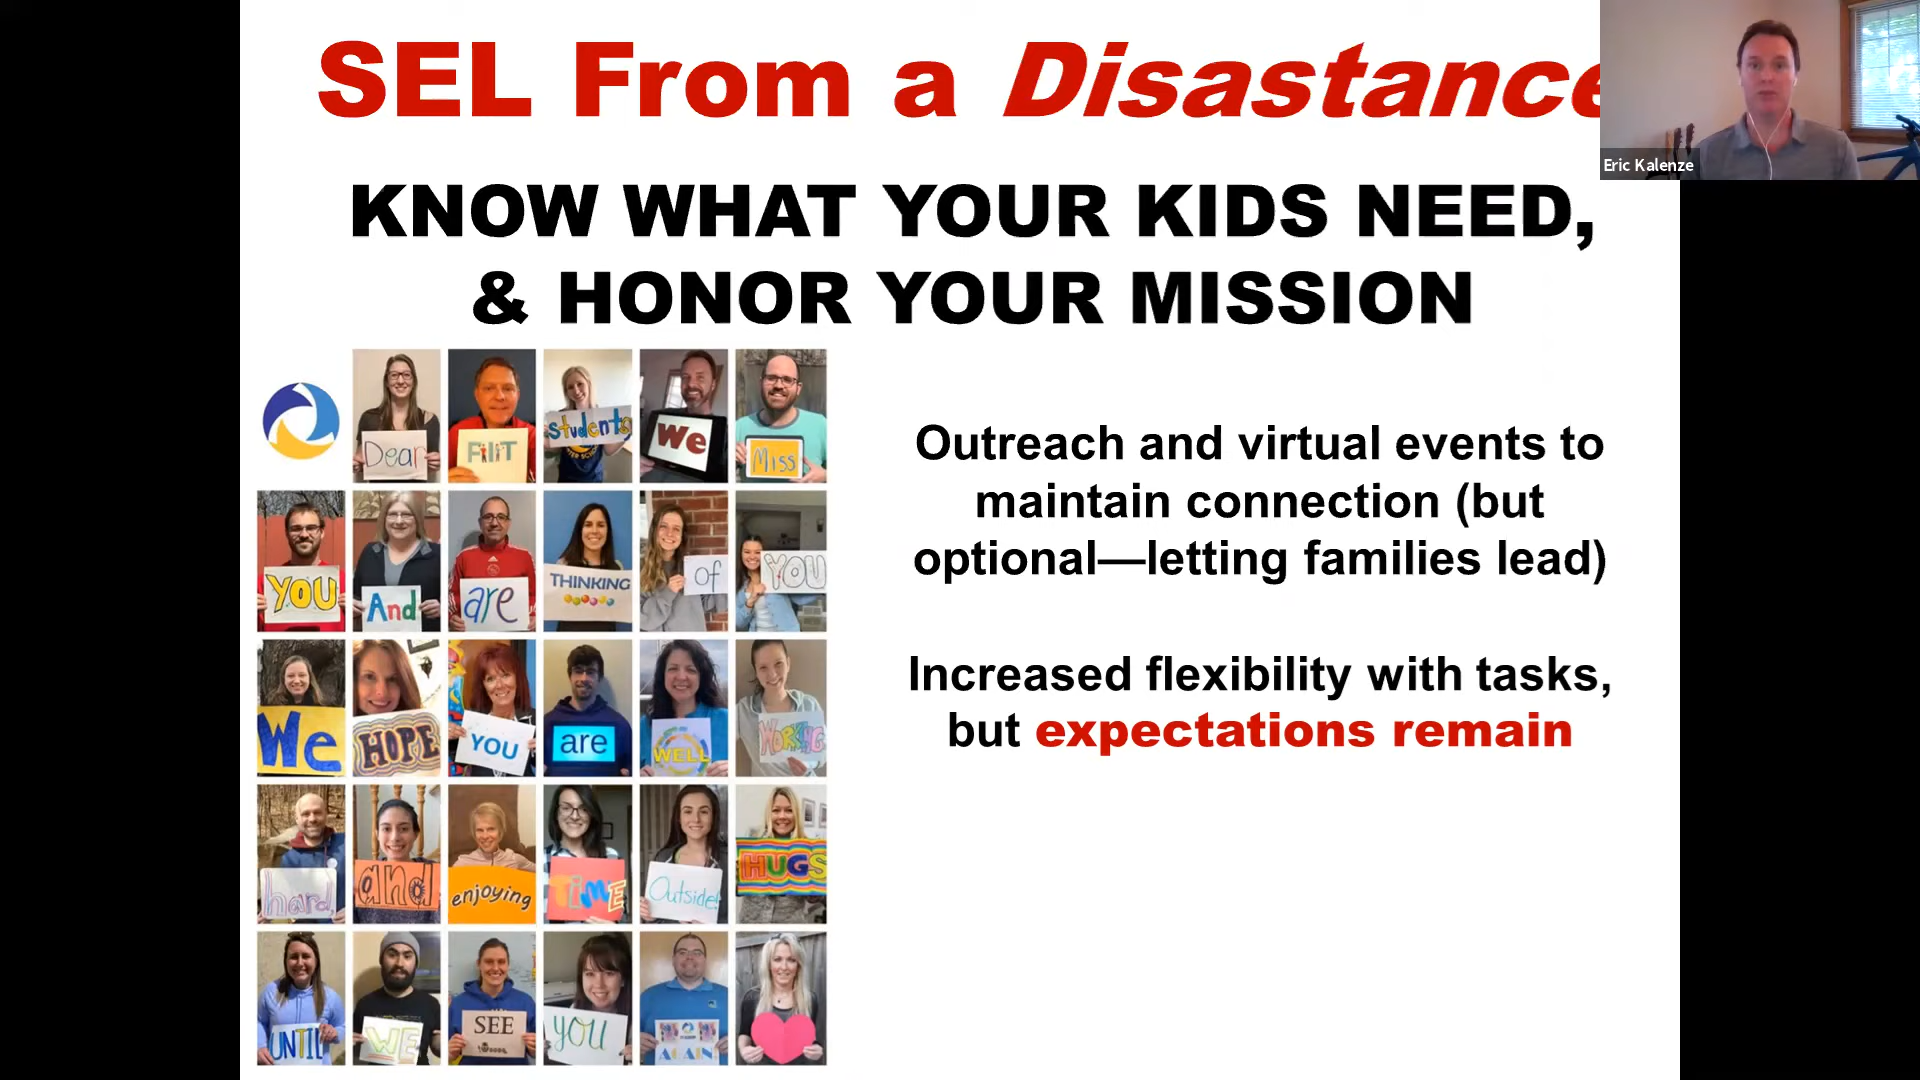 SEL From a Disastance
Eric Kalenze
KNOW WHAT YOUR KIDS NEED,
& HONOR YOUR MISSION
Dear FLIT students We Miss
YOU And are THINKING of YOU
We HOPE YOU are WELL WORKING
hard, and enjoying TIME Outside! HUGS
UNTIL WE SEE YOU AGAIN!
Outreach and virtual events to
maintain connection (but
optional—letting families lead)
Increased flexibility with tasks,
but expectations remain